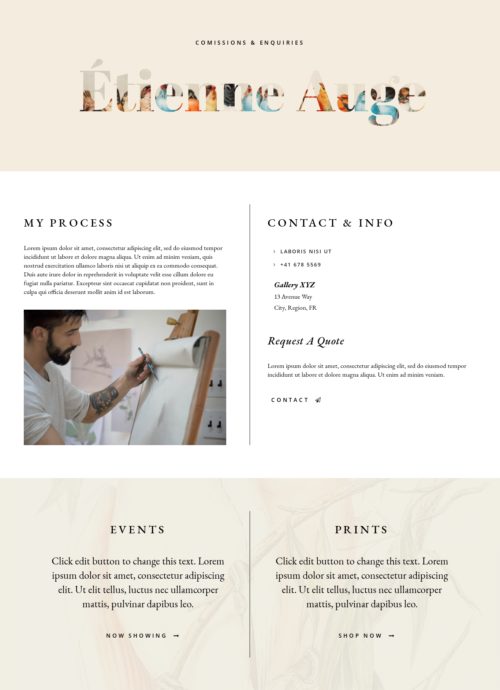 COMISSIONS & ENQUIRIES
Étienne Auge
MY PROCESS
Lorem ipsum dolor sit amet, consectetur adipiscing elit, sed do eiusmod tempor
incididunt ut labore et dolore magna aliqua. Ut enim ad minim veniam, quis
nostrud exercitation ullamco laboris nisi ut aliquip ex ea commodo consequat.
Duis aute irure dolor in reprehenderit in voluptate velit esse cillum dolore eu
fugiat nulla pariatur. Excepteur sint occaecat cupidatat non proident, sunt in
culpa qui officia deserunt mollit anim id est laborum.
CONTACT & INFO
LABORIS NISI UT
+41 678 5569
Gallery XYZ
13 Avenue Way
City, Region, FR
Request A Quote
Lorem ipsum dolor sit amet, consectetur adipiscing elit, sed do eiusmod tempor
incididunt ut labore et dolore magna aliqua. Ut enim ad minim veniam.
CONTACT
EVENTS
Click edit button to change this text. Lorem
ipsum dolor sit amet, consectetur adipiscing
elit. Ut elit tellus, luctus nec ullamcorper
mattis, pulvinar dapibus leo.
NOW SHOWING →
PRINTS
Click edit button to change this text. Lorem
ipsum dolor sit amet, consectetur adipiscing
elit. Ut elit tellus, luctus nec ullamcorper
mattis, pulvinar dapibus leo.
SHOP NOW →